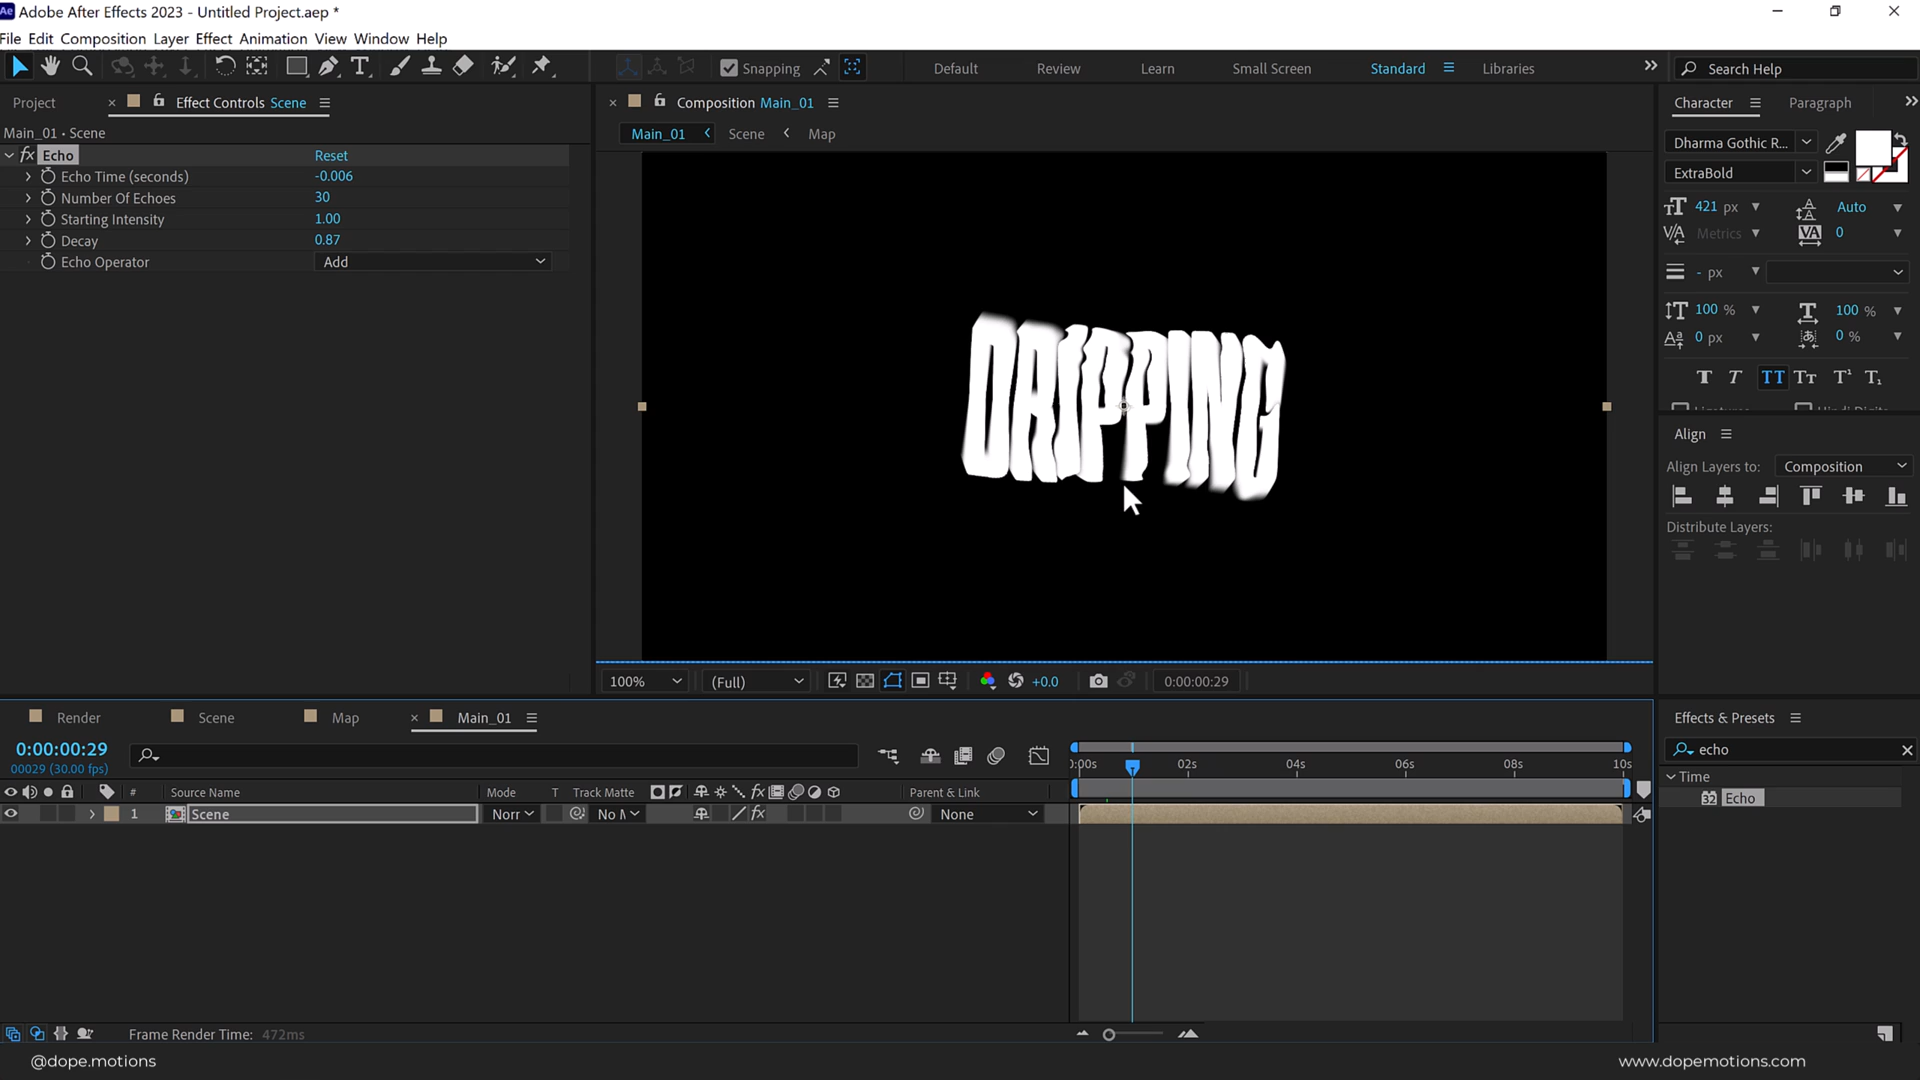 Ae Adobe After Effects 2023 - Untitled Project.aep *
File Edit Composition Layer Effect Animation View Window Help
Snapping
Default Review Learn Small Screen Standard Libraries
Search Help
Project
Effect Controls Scene
Composition Main_01
Character Paragraph
Main_01 • Scene
Main_01 Scene Map
fx Echo Reset
Echo Time (seconds) -0.006
Number Of Echoes 30
Starting Intensity 1.00
Decay 0.87
Echo Operator Add
DRIPPING
Dharma Gothic R...
ExtraBold
421 px Auto
Metrics 0
- px
100 % 100 %
0 px 0 %
Align
Align Layers to: Composition
Distribute Layers:
100% (Full) +0.0 0:00:00:29
Render Scene Map Main_01
0:00:00:29
00029 (30.00 fps)
:00s 02s 04s 06s 08s 10s
# Source Name Mode T Track Matte Parent & Link
1 Scene Norr No M None
Effects & Presets
echo
Time
32 Echo
Frame Render Time: 472ms
@dope.motions
www.dopemotions.com